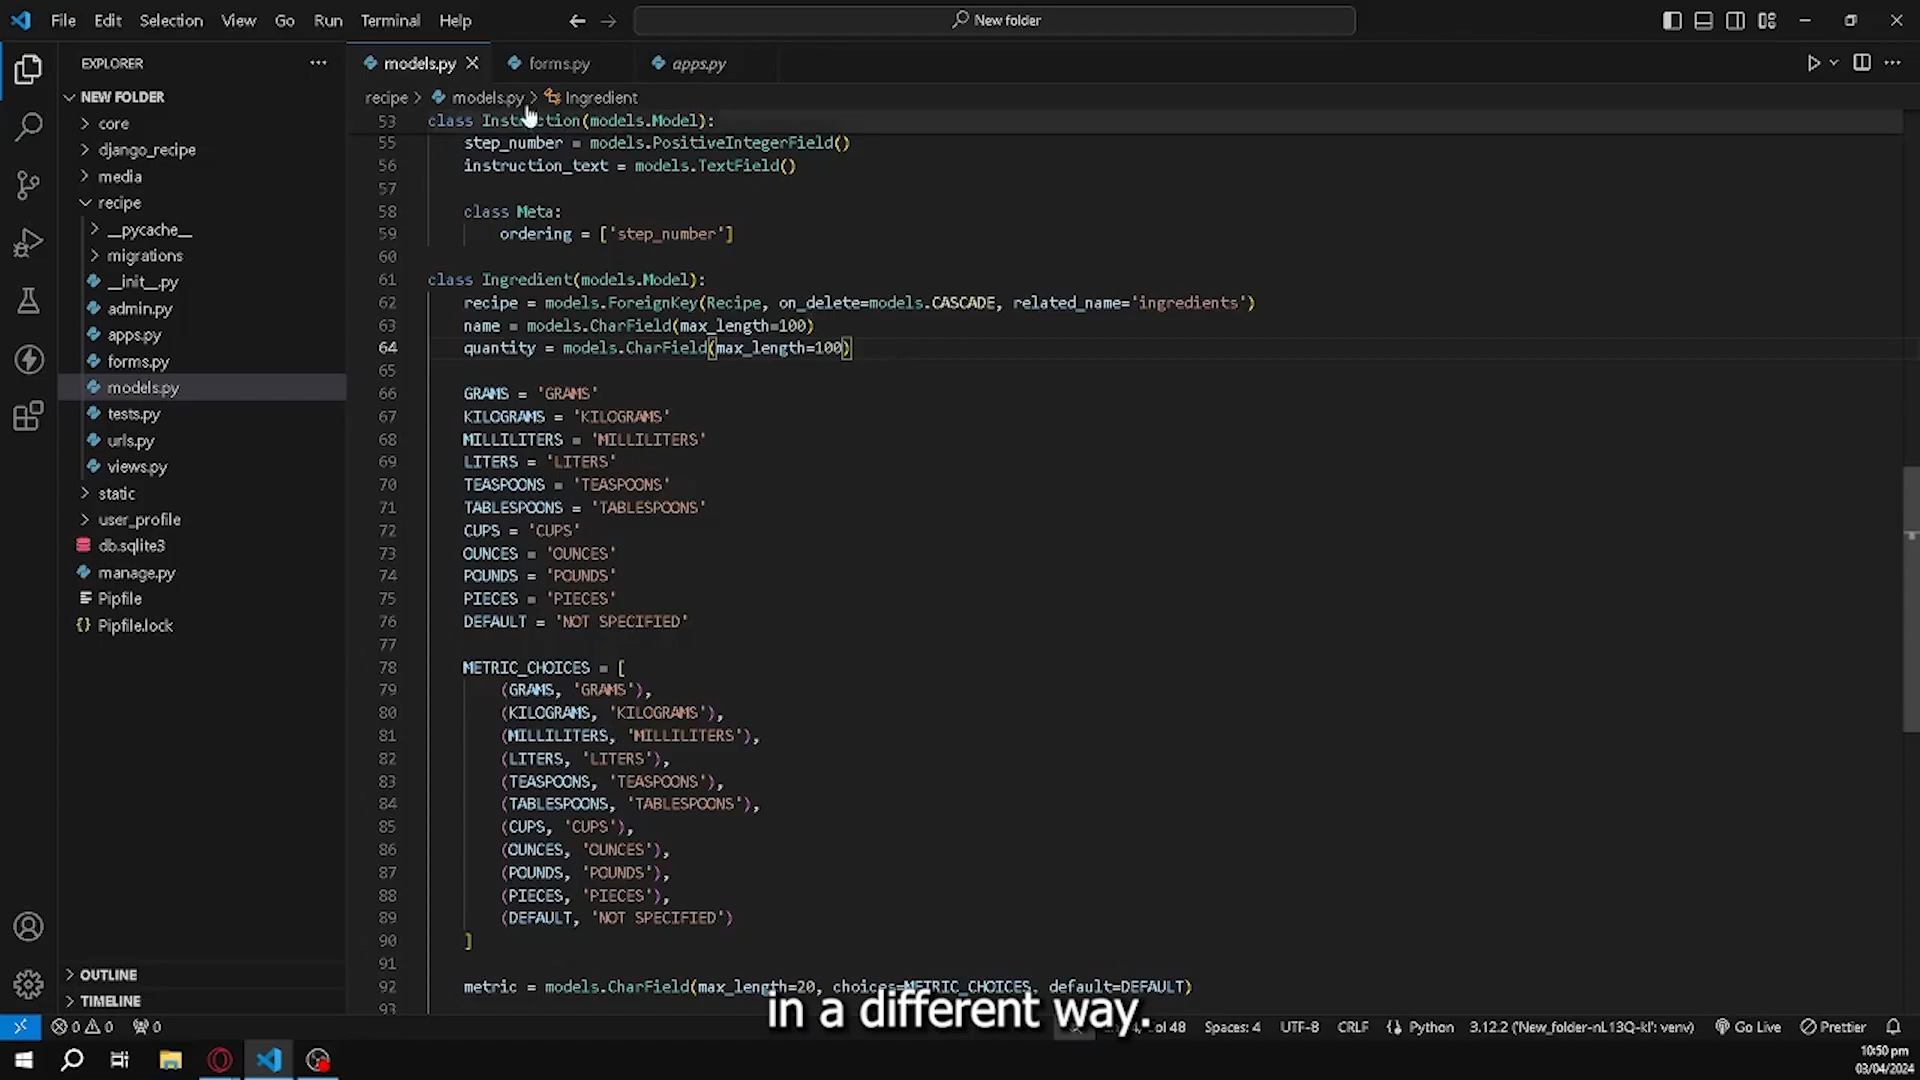 File Edit Selection View Go Run Terminal Help
New folder
EXPLORER
NEW FOLDER
core
django_recipe
media
recipe
__pycache__
migrations
__init__.py
admin.py
apps.py
forms.py
models.py
tests.py
urls.py
views.py
static
user_profile
db.sqlite3
manage.py
Pipfile
Pipfile.lock
OUTLINE
TIMELINE
models.py forms.py apps.py
recipe > models.py > Ingredient
53 class Instruction(models.Model):
55 step_number = models.PositiveIntegerField()
56 instruction_text = models.TextField()
57
58 class Meta:
59 ordering = ['step_number']
60
61 class Ingredient(models.Model):
62 recipe = models.ForeignKey(Recipe, on_delete=models.CASCADE, related_name='ingredients')
63 name = models.CharField(max_length=100)
64 quantity = models.CharField(max_length=100)
65
66 GRAMS = 'GRAMS'
67 KILOGRAMS = 'KILOGRAMS'
68 MILLILITERS = 'MILLILITERS'
69 LITERS = 'LITERS'
70 TEASPOONS = 'TEASPOONS'
71 TABLESPOONS = 'TABLESPOONS'
72 CUPS = 'CUPS'
73 OUNCES = 'OUNCES'
74 POUNDS = 'POUNDS'
75 PIECES = 'PIECES'
76 DEFAULT = 'NOT SPECIFIED'
77
78 METRIC_CHOICES = [
79 (GRAMS, 'GRAMS'),
80 (KILOGRAMS, 'KILOGRAMS'),
81 (MILLILITERS, 'MILLILITERS'),
82 (LITERS, 'LITERS'),
83 (TEASPOONS, 'TEASPOONS'),
84 (TABLESPOONS, 'TABLESPOONS'),
85 (CUPS, 'CUPS'),
86 (OUNCES, 'OUNCES'),
87 (POUNDS, 'POUNDS'),
88 (PIECES, 'PIECES'),
89 (DEFAULT, 'NOT SPECIFIED')
90 ]
91
92 metric = models.CharField(max_length=20, choices=METRIC_CHOICES, default=DEFAULT)
93
in a different way.
0 0 0
Col 48 Spaces: 4 UTF-8 CRLF Python 3.12.2 ('New_folder-nL13Q-kl': venv) Go Live Prettier
10:50 pm
03/04/2024